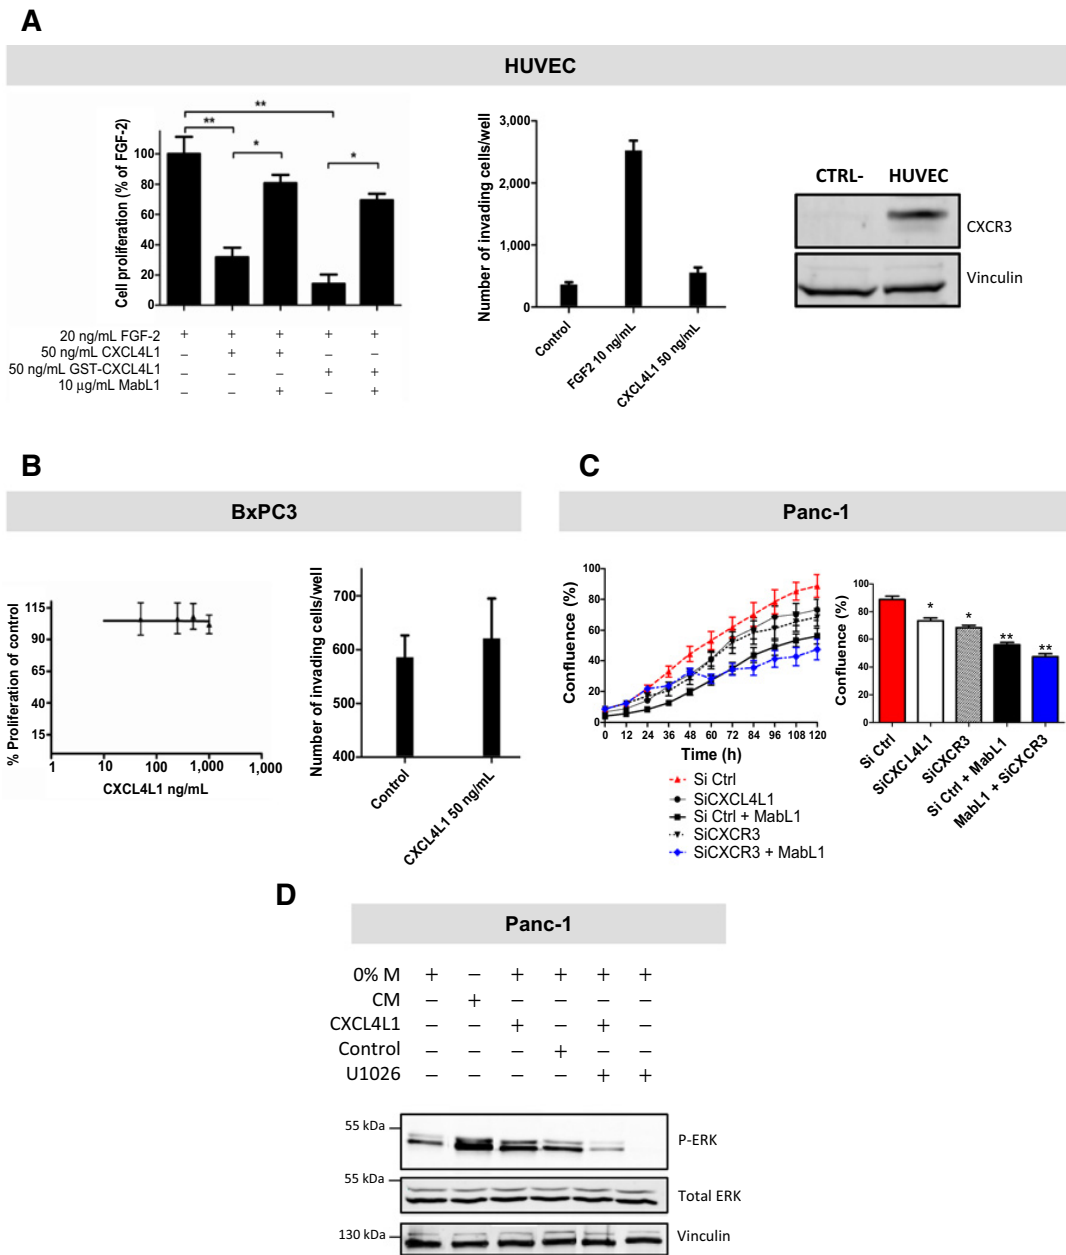 A
HUVEC
Cell proliferation (% of FGF-2)
100
80
60
40
20
0
** ** * *
20 ng/mL FGF-2 + + + + +
50 ng/mL CXCL4L1 – + + – –
50 ng/mL GST-CXCL4L1 – – – + +
10 µg/mL MabL1 – – + – +
Number of invading cells/well
3,000
2,000
1,000
0
Control
FGF2 10 ng/mL
CXCL4L1 50 ng/mL
CTRL- HUVEC
CXCR3
Vinculin
B
BxPC3
% Proliferation of control
115
90
65
40
15
1 10 100 1,000 1,000
CXCL4L1 ng/mL
Number of invading cells/well
700
600
500
400
Control
CXCL4L1 50 ng/mL
C
Panc-1
Confluence (%)
100
80
60
40
20
0
0 12 24 36 48 60 72 84 96 108 120
Time (h)
Si Ctrl
SiCXCL4L1
Si Ctrl + MabL1
SiCXCR3
SiCXCR3 + MabL1
Confluence (%)
100
80
60
40
20
0
* * ** **
Si Ctrl
SiCXCL4L1
SiCXCR3
Si Ctrl + MabL1
MabL1 + SiCXCR3
D
Panc-1
0% M + – + + + +
CM – + – – – –
CXCL4L1 – – + – + –
Control – – – + – –
U1026 – – – – + +
55 kDa
P-ERK
55 kDa
Total ERK
130 kDa
Vinculin